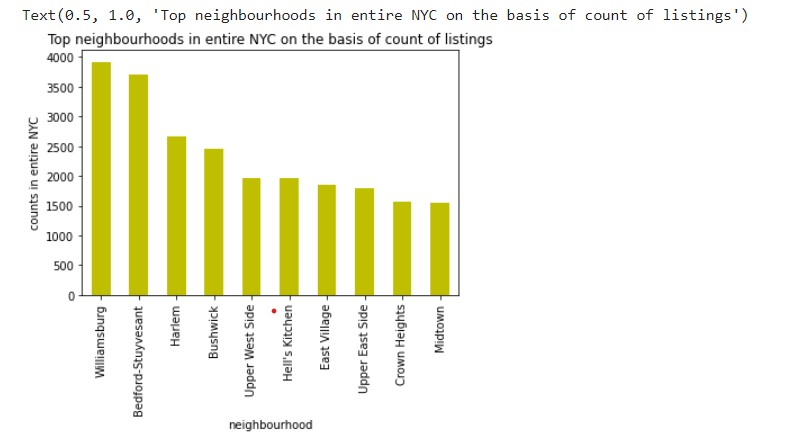 Text(0.5, 1.0, 'Top neighbourhoods in entire NYC on the basis of count of listings')
Top neighbourhoods in entire NYC on the basis of count of listings
counts in entire NYC
4000
3500
3000
2500
2000
1500
1000
500
0
Williamsburg
Bedford-Stuyvesant
Harlem
Bushwick
Upper West Side
Hell's Kitchen
East Village
Upper East Side
Crown Heights
Midtown
neighbourhood